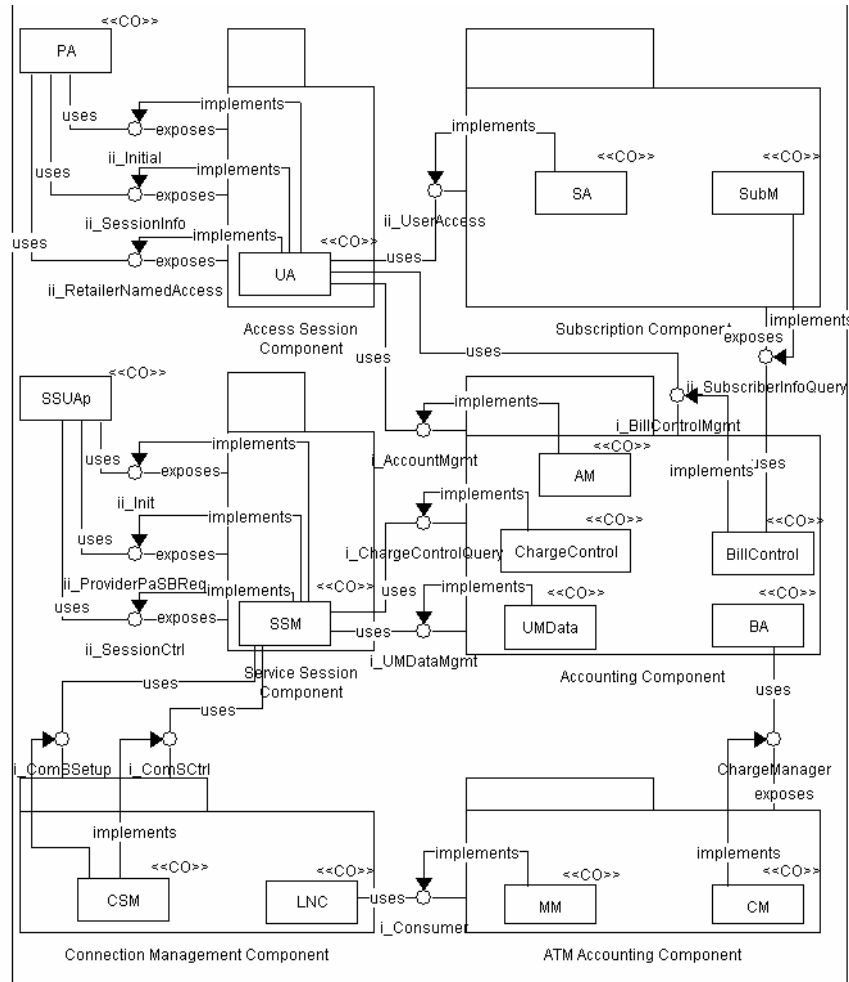 <<CO>>
PA
implements
uses
exposes
ii_Initial
implements
<<CO>>
<<CO>>
implements
uses
exposes
SA
SubM
ii_SessionInfo
ii_UserAccess
uses
implements
<<CO>>
exposes
uses
UA
ii_RetailerNamedAccess
Access Session
Component
Subscription Component
implements
exposes
uses
uses
<<CO>>
ii_SubscriberInfoQuery
SSUAp
implements
i_BillControlMgmt
implements
<<CO>>
uses
exposes
i_AccountMgmt
AM
implements
uses
ii_Init
implements
implements
<<CO>>
<<CO>>
uses
exposes
i_ChargeControlQuery
ChargeControl
BillControl
ii_ProviderPaSBReq
implements
<<CO>>
uses
implements
<<CO>>
<<CO>>
uses
exposes
SSM
uses
UMData
BA
ii_SessionCtrl
i_UMDataMgmt
Service Session
Component
Accounting Component
uses
uses
uses
i_ComSSetup
i_ComSCtrl
ChargeManager
exposes
implements
implements
implements
<<CO>>
<<CO>>
<<CO>>
<<CO>>
CSM
LNC
uses
MM
CM
i_Consumer
Connection Management Component
ATM Accounting Component